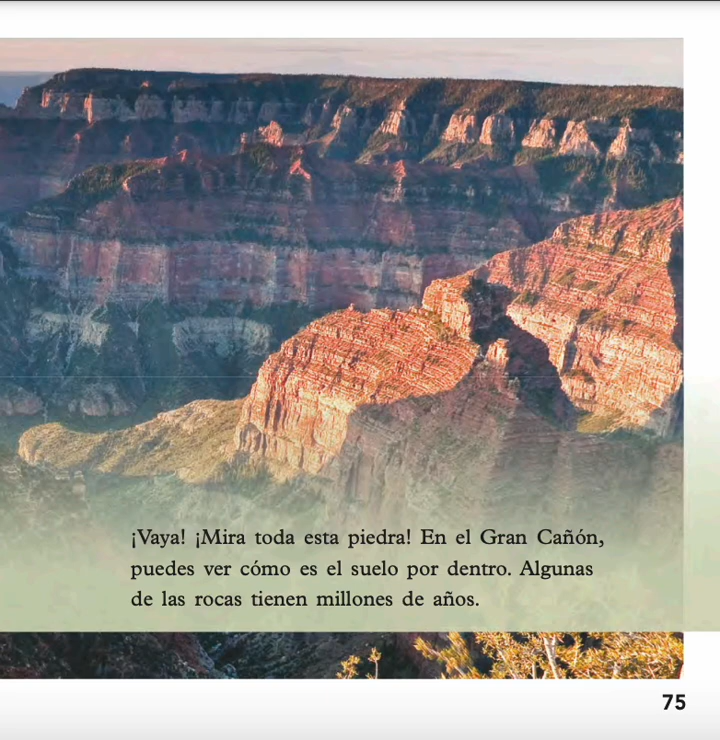 ¡Vaya! ¡Mira toda esta piedra! En el Gran Cañón,
puedes ver cómo es el suelo por dentro. Algunas
de las rocas tienen millones de años.
75